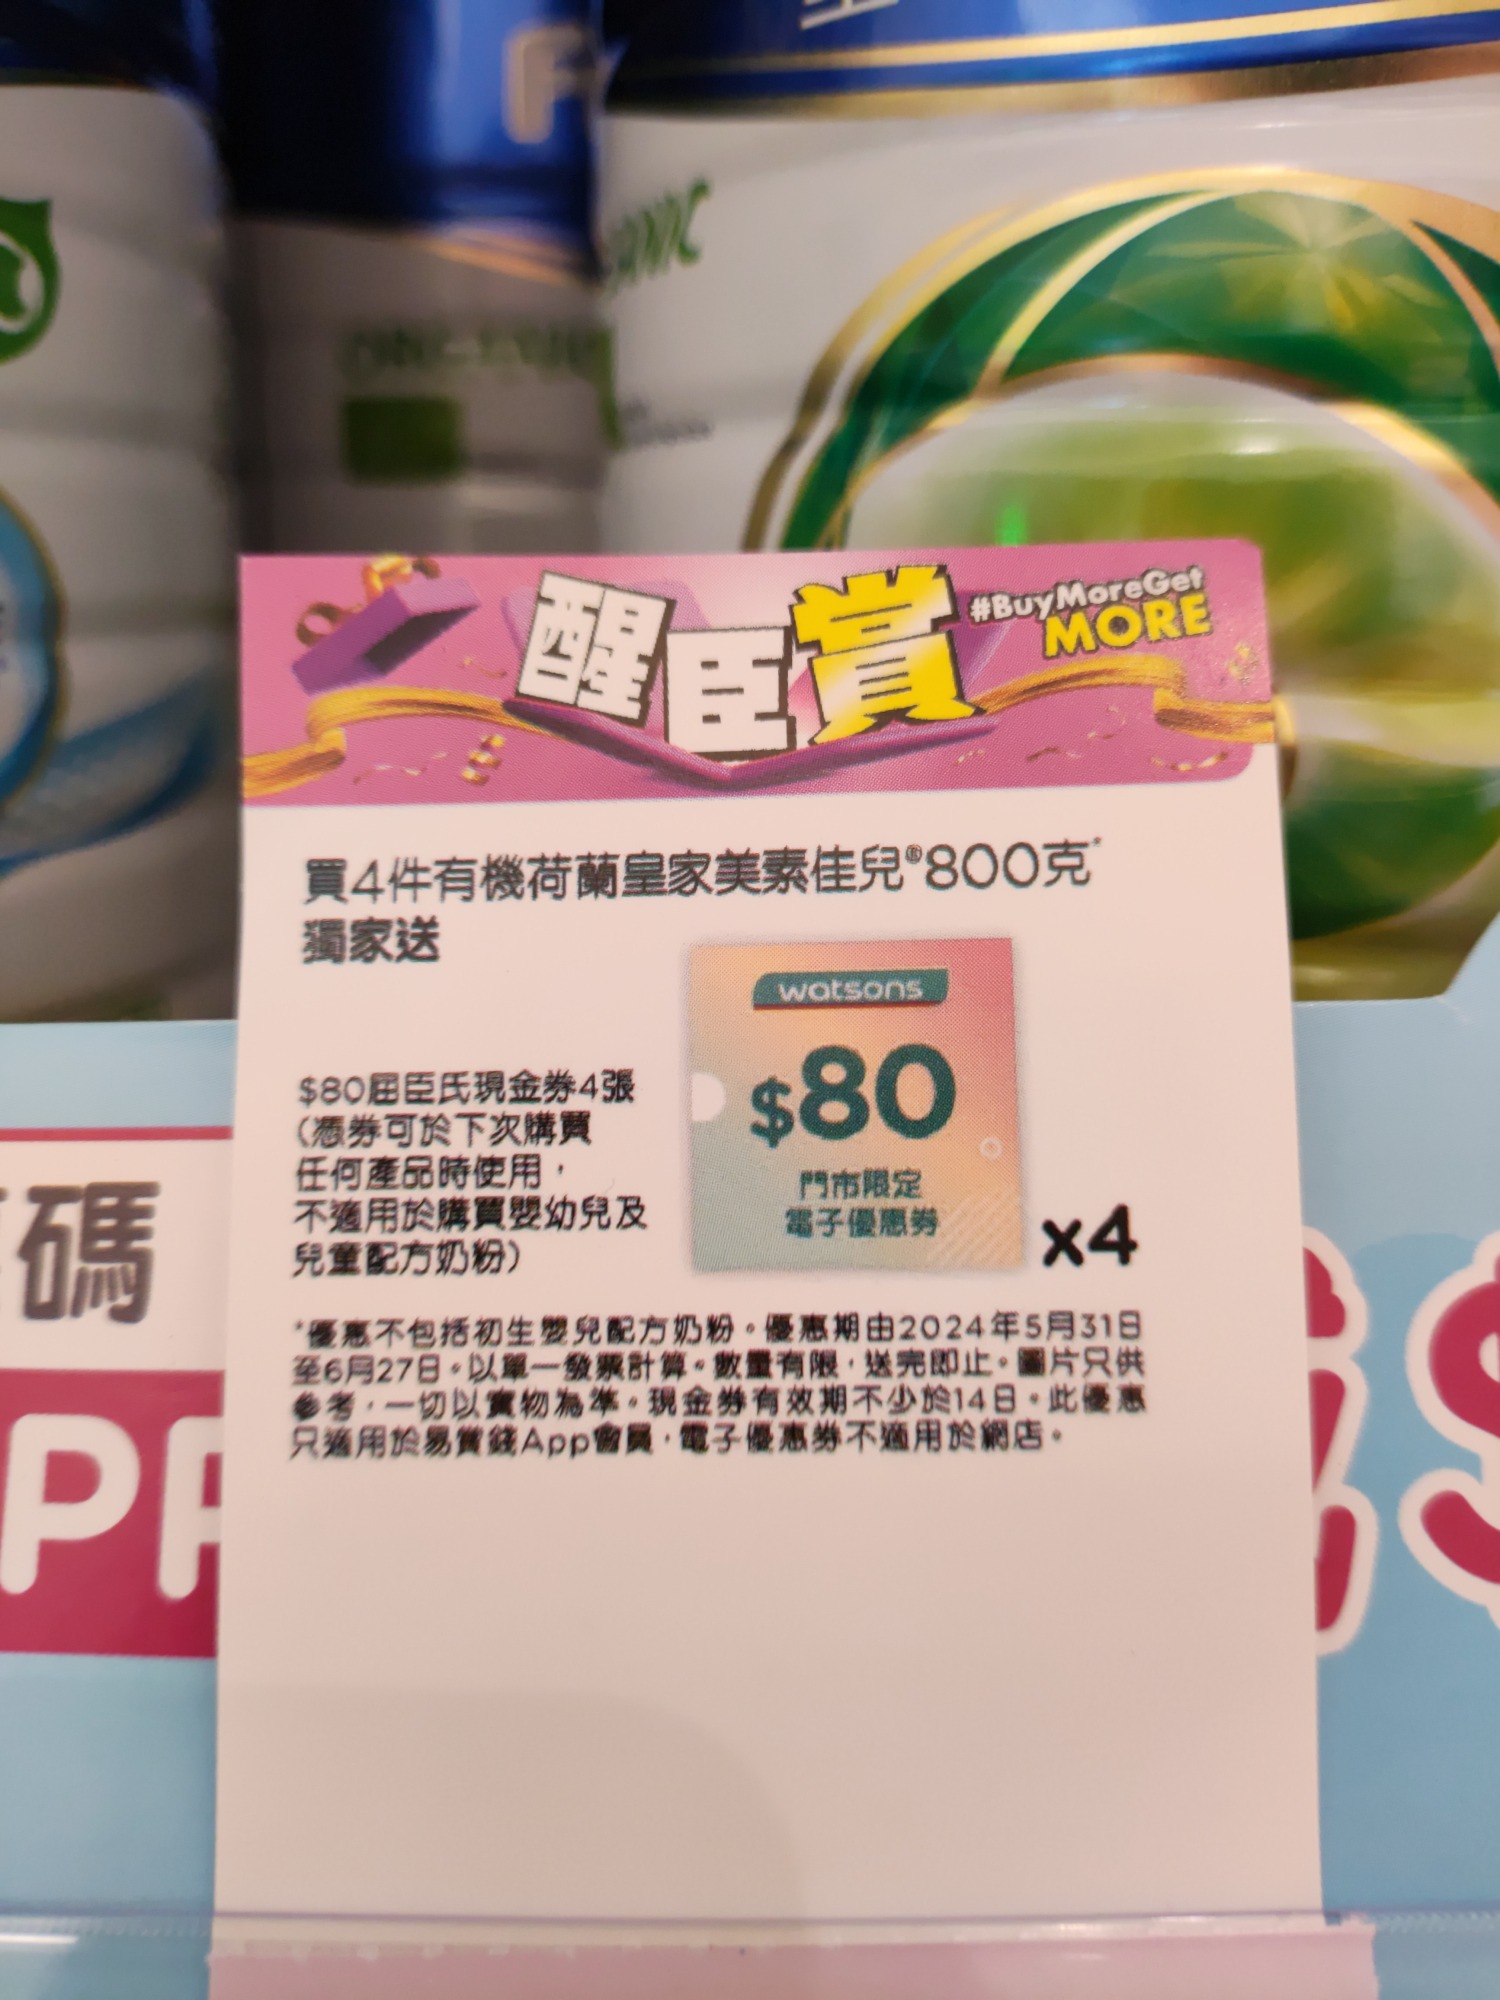 醒臣賞
#BuyMoreGet
MORE
買4件有機荷蘭皇家美素佳兒®800克*
獨家送
watsons
$80
門市限定
電子優惠券
x4
$80屈臣氏現金券4張
(憑券可於下次購買
任何產品時使用，
不適用於購買嬰幼兒及
兒童配方奶粉)
*優惠不包括初生嬰兒配方奶粉。優惠期由2024年5月31日
至6月27日。以單一發票計算。數量有限，送完即止。圖片只供
參考，一切以實物為準。現金券有效期不少於14日。此優惠
只適用於易賞錢App會員，電子優惠券不適用於網店。
碼
PP
$